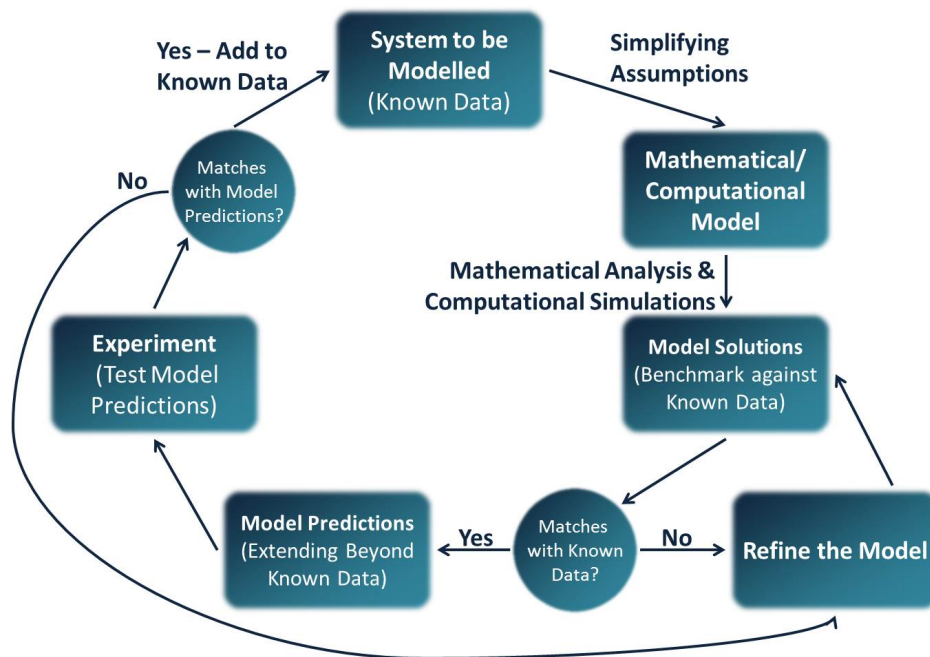 System to be
Modelled
(Known Data)
Simplifying
Assumptions
Mathematical/
Computational
Model
Mathematical Analysis &
Computational Simulations
Model Solutions
(Benchmark against
Known Data)
Matches
with Known
Data?
No
Refine the Model
Yes
Model Predictions
(Extending Beyond
Known Data)
Experiment
(Test Model
Predictions)
Matches
with Model
Predictions?
No
Yes – Add to
Known Data